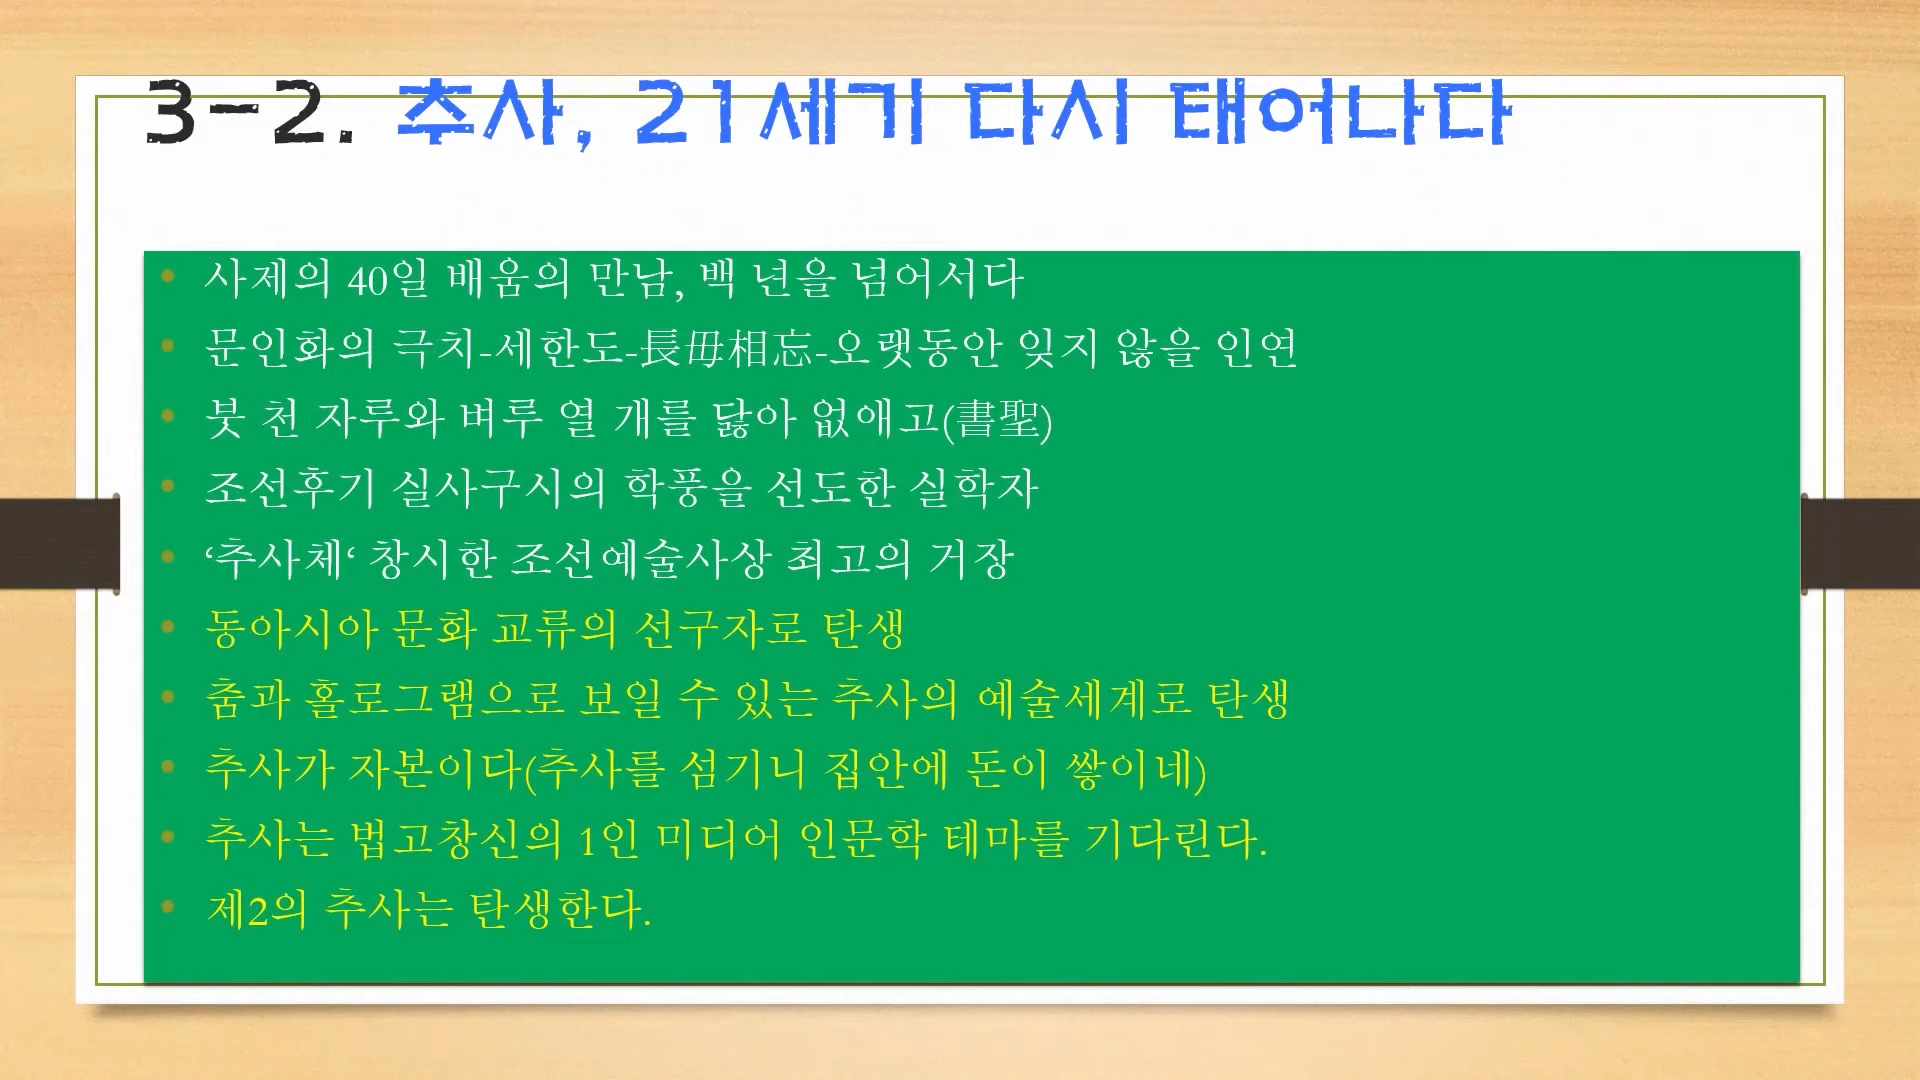 3-2. 추사, 21세기 다시 태어나다
• 사제의 40일 배움의 만남, 백 년을 넘어서다
• 문인화의 극치-세한도-長毋相忘-오랫동안 잊지 않을 인연
• 붓 천 자루와 벼루 열 개를 닳아 없애고(書聖)
• 조선후기 실사구시의 학풍을 선도한 실학자
• ‘추사체‘ 창시한 조선예술사상 최고의 거장
• 동아시아 문화 교류의 선구자로 탄생
• 춤과 홀로그램으로 보일 수 있는 추사의 예술세계로 탄생
• 추사가 자본이다(추사를 섬기니 집안에 돈이 쌓이네)
• 추사는 법고창신의 1인 미디어 인문학 테마를 기다린다.
• 제2의 추사는 탄생한다.